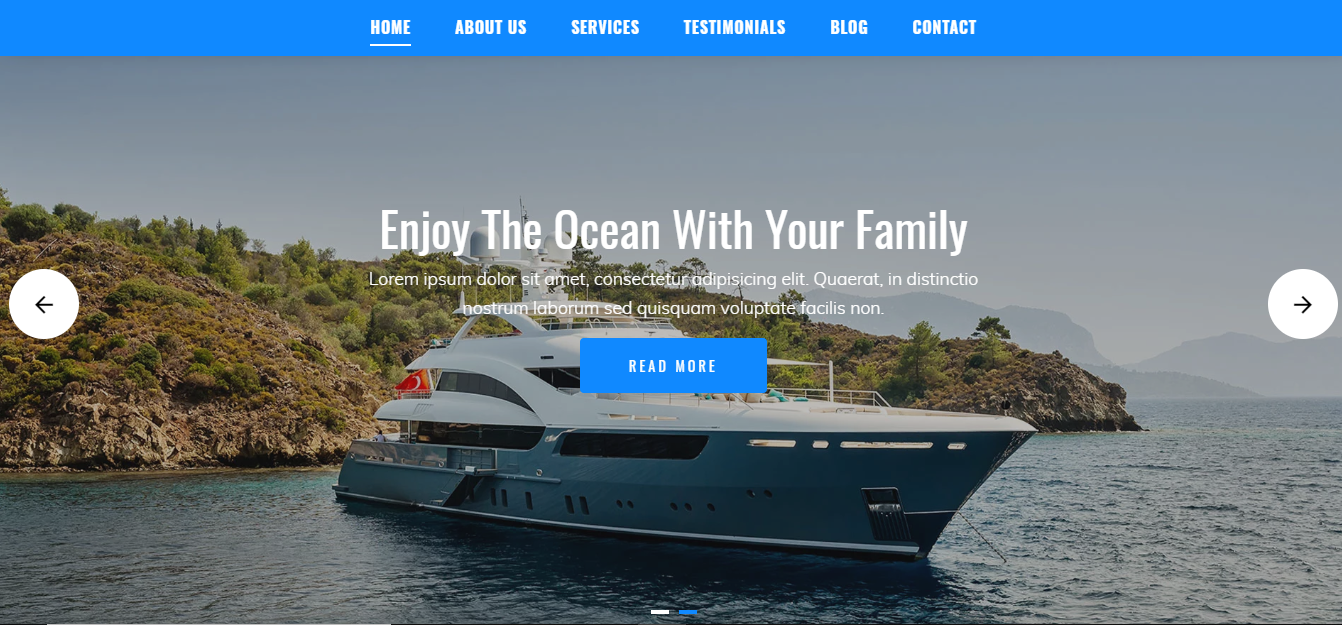 HOME ABOUT US SERVICES TESTIMONIALS BLOG CONTACT
Enjoy The Ocean With Your Family
Lorem ipsum dolor sit amet, consectetur adipisicing elit. Quaerat, in distinctio
nostrum laborum sed quisquam voluptate facilis non.
READ MORE